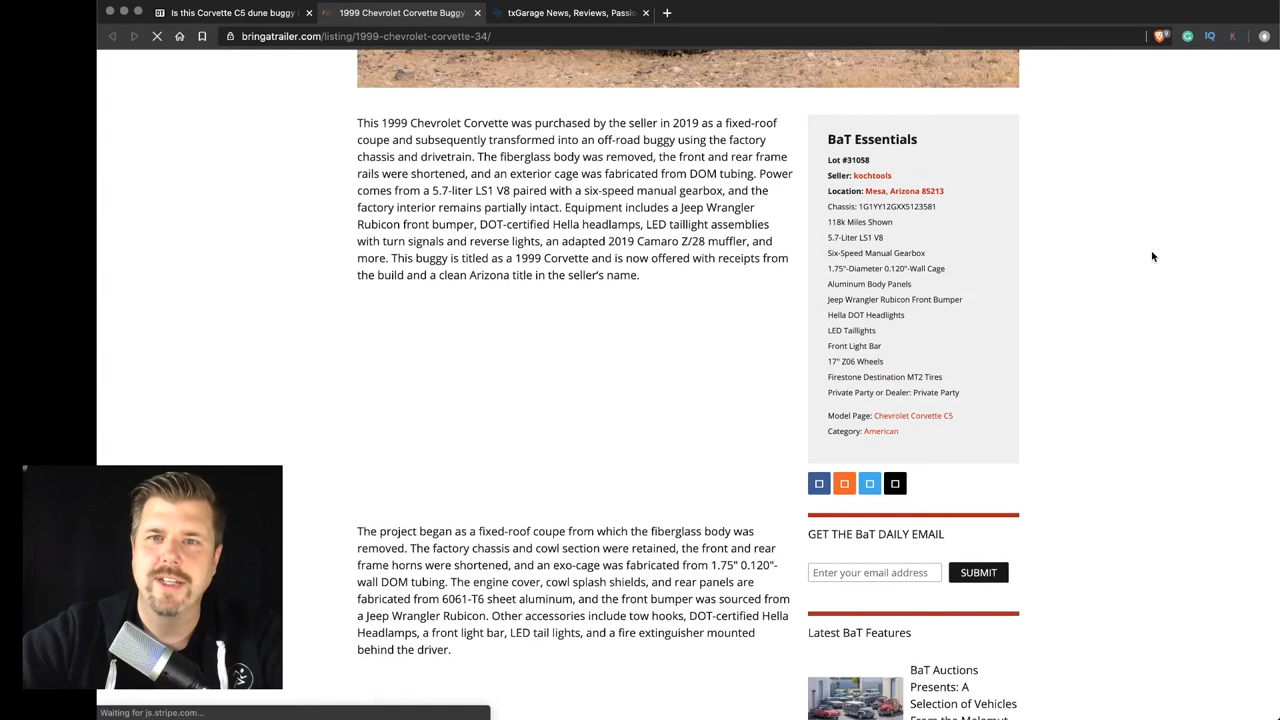 Is this Corvette C5 dune buggy
1999 Chevrolet Corvette Buggy
txGarage News, Reviews, Passio
bringatrailer.com/listing/1999-chevrolet-corvette-34/
This 1999 Chevrolet Corvette was purchased by the seller in 2019 as a fixed-roof
coupe and subsequently transformed into an off-road buggy using the factory
chassis and drivetrain. The fiberglass body was removed, the front and rear frame
rails were shortened, and an exterior cage was fabricated from DOM tubing. Power
comes from a 5.7-liter LS1 V8 paired with a six-speed manual gearbox, and the
factory interior remains partially intact. Equipment includes a Jeep Wrangler
Rubicon front bumper, DOT-certified Hella headlamps, LED taillight assemblies
with turn signals and reverse lights, an adapted 2019 Camaro Z/28 muffler, and
more. This buggy is titled as a 1999 Corvette and is now offered with receipts from
the build and a clean Arizona title in the seller's name.
BaT Essentials
Lot #31058
Seller: kochtools
Location: Mesa, Arizona 85213
Chassis: 1G1YY12GXX5123581
118k Miles Shown
5.7-Liter LS1 V8
Six-Speed Manual Gearbox
1.75"-Diameter 0.120"-Wall Cage
Aluminum Body Panels
Jeep Wrangler Rubicon Front Bumper
Hella DOT Headlights
LED Taillights
Front Light Bar
17" Z06 Wheels
Firestone Destination MT2 Tires
Private Party or Dealer: Private Party
Model Page: Chevrolet Corvette C5
Category: American
The project began as a fixed-roof coupe from which the fiberglass body was
removed. The factory chassis and cowl section were retained, the front and rear
frame horns were shortened, and an exo-cage was fabricated from 1.75" 0.120"-
wall DOM tubing. The engine cover, cowl splash shields, and rear panels are
fabricated from 6061-T6 sheet aluminum, and the front bumper was sourced from
a Jeep Wrangler Rubicon. Other accessories include tow hooks, DOT-certified Hella
Headlamps, a front light bar, LED tail lights, and a fire extinguisher mounted
behind the driver.
GET THE BaT DAILY EMAIL
Enter your email address
SUBMIT
Latest BaT Features
BaT Auctions
Presents: A
Selection of Vehicles
From the Malamut
Waiting for js.stripe.com...